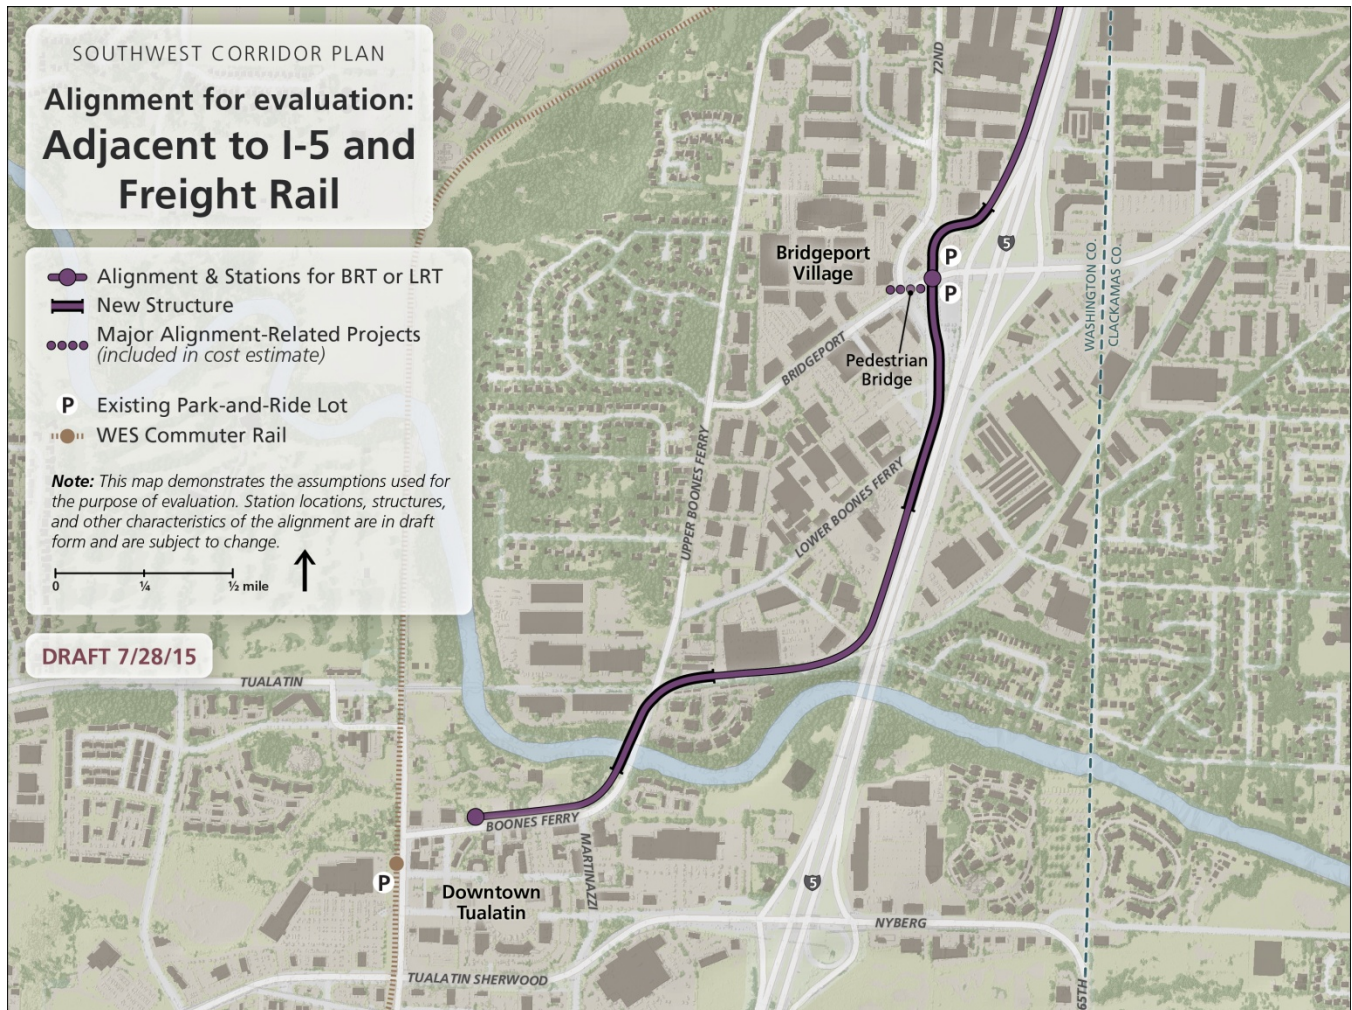 SOUTHWEST CORRIDOR PLAN
Alignment for evaluation:
Adjacent to I-5 and
Freight Rail
Alignment & Stations for BRT or LRT
New Structure
Major Alignment-Related Projects
(included in cost estimate)
P Existing Park-and-Ride Lot
WES Commuter Rail
Note: This map demonstrates the assumptions used for
the purpose of evaluation. Station locations, structures,
and other characteristics of the alignment are in draft
form and are subject to change.
0 ¼ ½ mile
DRAFT 7/28/15
72ND
5
Bridgeport
Village
P
P
WASHINGTON CO.
CLACKAMAS CO.
BRIDGEPORT
Pedestrian
Bridge
UPPER BOONES FERRY
LOWER BOONES FERRY
TUALATIN
BOONES FERRY
MARTINAZZI
P
Downtown
Tualatin
5
NYBERG
TUALATIN SHERWOOD
65TH